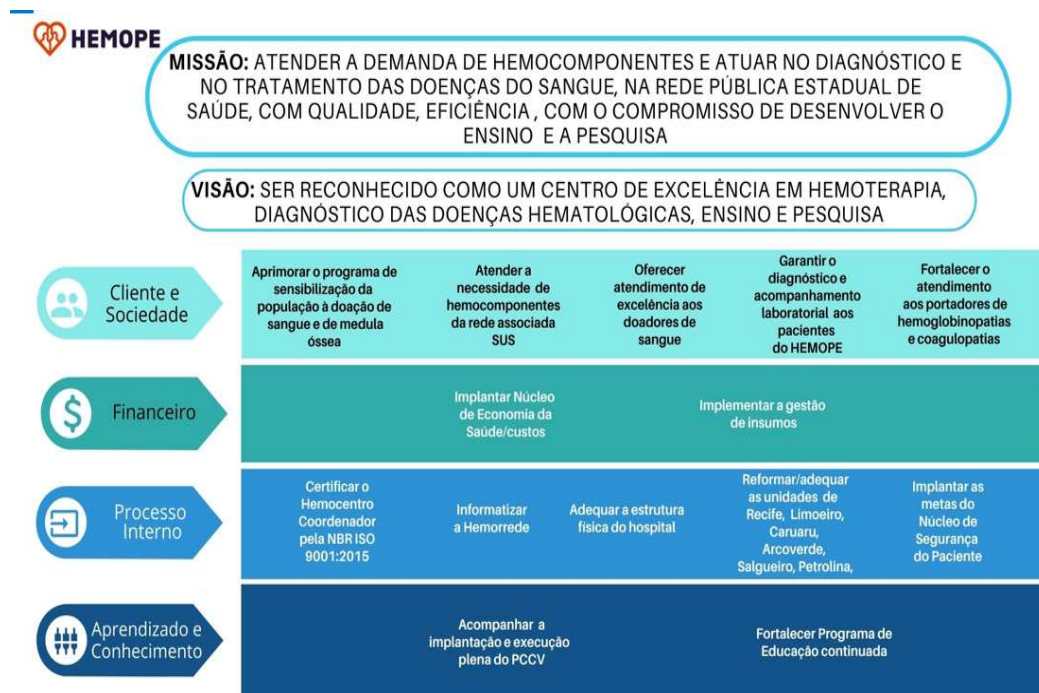 HEMOPE
MISSÃO: ATENDER A DEMANDA DE HEMOCOMPONENTES E ATUAR NO DIAGNÓSTICO E
NO TRATAMENTO DAS DOENÇAS DO SANGUE, NA REDE PÚBLICA ESTADUAL DE
SAÚDE, COM QUALIDADE, EFICIÊNCIA , COM O COMPROMISSO DE DESENVOLVER O
ENSINO E A PESQUISA
VISÃO: SER RECONHECIDO COMO UM CENTRO DE EXCELÊNCIA EM HEMOTERAPIA,
DIAGNÓSTICO DAS DOENÇAS HEMATOLÓGICAS, ENSINO E PESQUISA
Cliente e
Sociedade
Aprimorar o programa de
sensibilização da
população à doação de
sangue e de medula
óssea
Atender a
necessidade de
hemocomponentes
da rede associada
SUS
Oferecer
atendimento de
excelência aos
doadores de
sangue
Garantir o
diagnóstico e
acompanhamento
laboratorial aos
pacientes
do HEMOPE
Fortalecer o
atendimento
aos portadores de
hemoglobinopatias
e coagulopatias
Financeiro
Implantar Núcleo
de Economia da
Saúde/custos
Implementar a gestão
de insumos
Processo
Interno
Certificar o
Hemocentro
Coordenador
pela NBR ISO
9001:2015
Informatizar
a Hemorrede
Adequar a estrutura
física do hospital
Reformar/adequar
as unidades de
Recife, Limoeiro,
Caruaru,
Arcoverde,
Salgueiro, Petrolina,
Implantar as
metas do
Núcleo de
Segurança
do Paciente
Aprendizado e
Conhecimento
Acompanhar a
implantação e execução
plena do PCCV
Fortalecer Programa de
Educação continuada